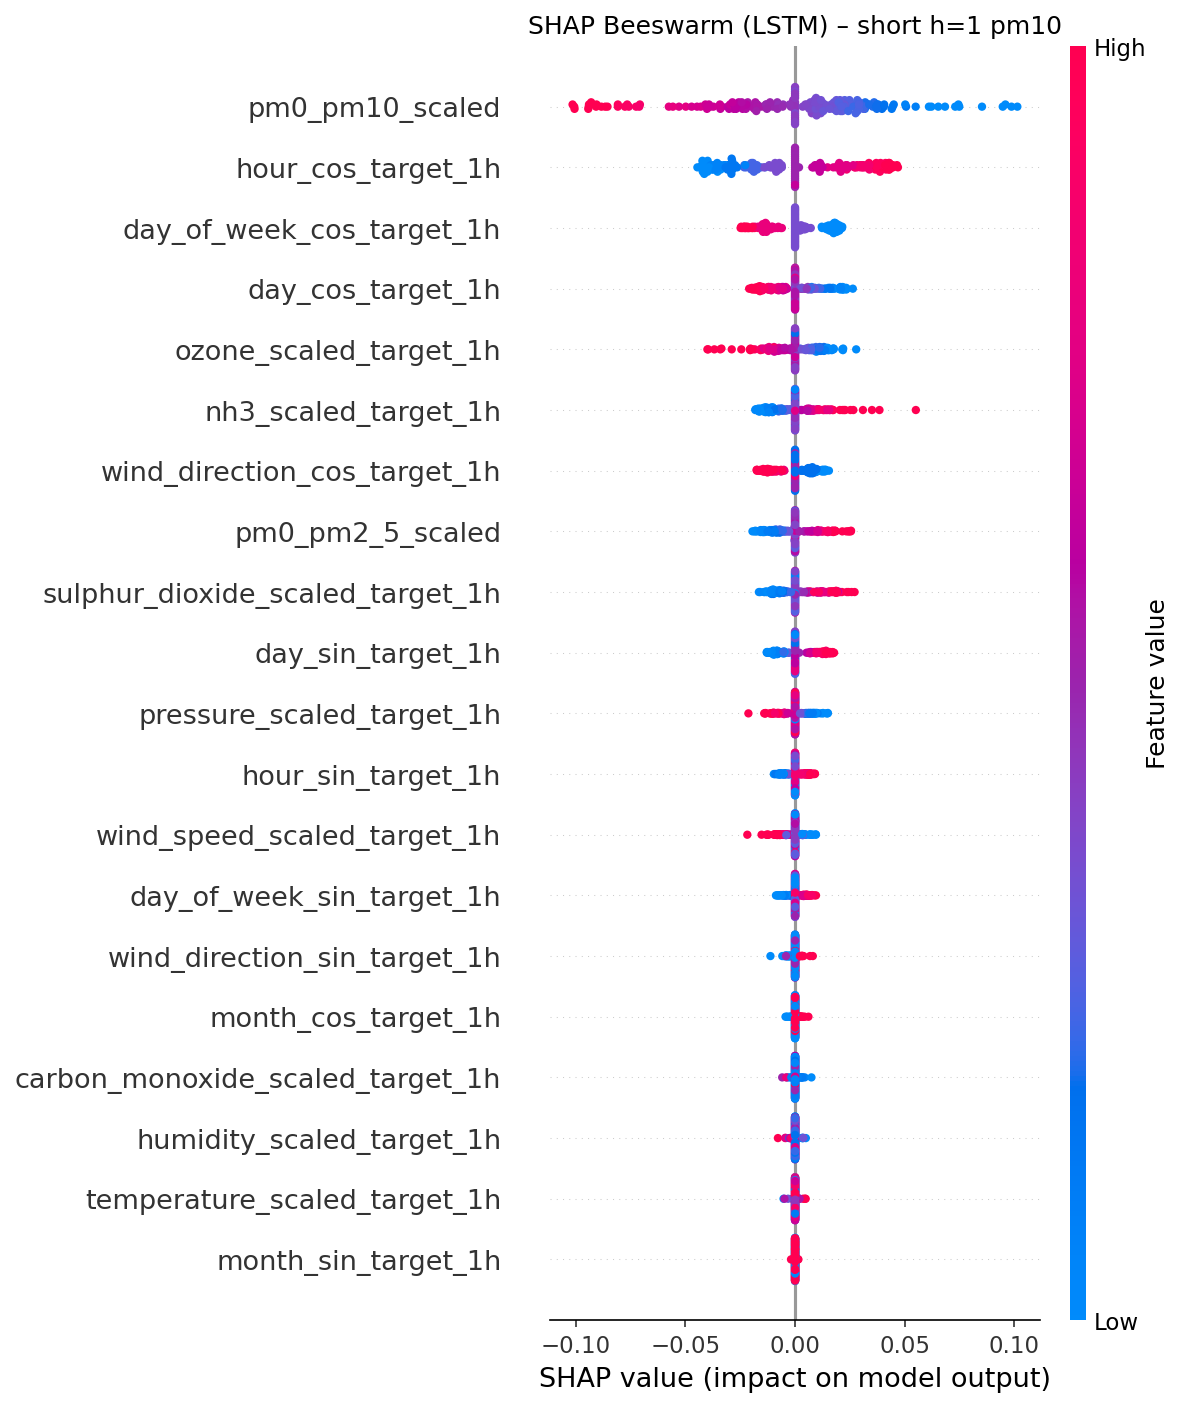 SHAP Beeswarm (LSTM) – short h=1 pm10
High
pm0_pm10_scaled
hour_cos_target_1h
day_of_week_cos_target_1h
day_cos_target_1h
ozone_scaled_target_1h
nh3_scaled_target_1h
wind_direction_cos_target_1h
pm0_pm2_5_scaled
sulphur_dioxide_scaled_target_1h
day_sin_target_1h
pressure_scaled_target_1h
hour_sin_target_1h
wind_speed_scaled_target_1h
day_of_week_sin_target_1h
wind_direction_sin_target_1h
month_cos_target_1h
carbon_monoxide_scaled_target_1h
humidity_scaled_target_1h
temperature_scaled_target_1h
month_sin_target_1h
Feature value
Low
−0.10 −0.05 0.00 0.05 0.10
SHAP value (impact on model output)